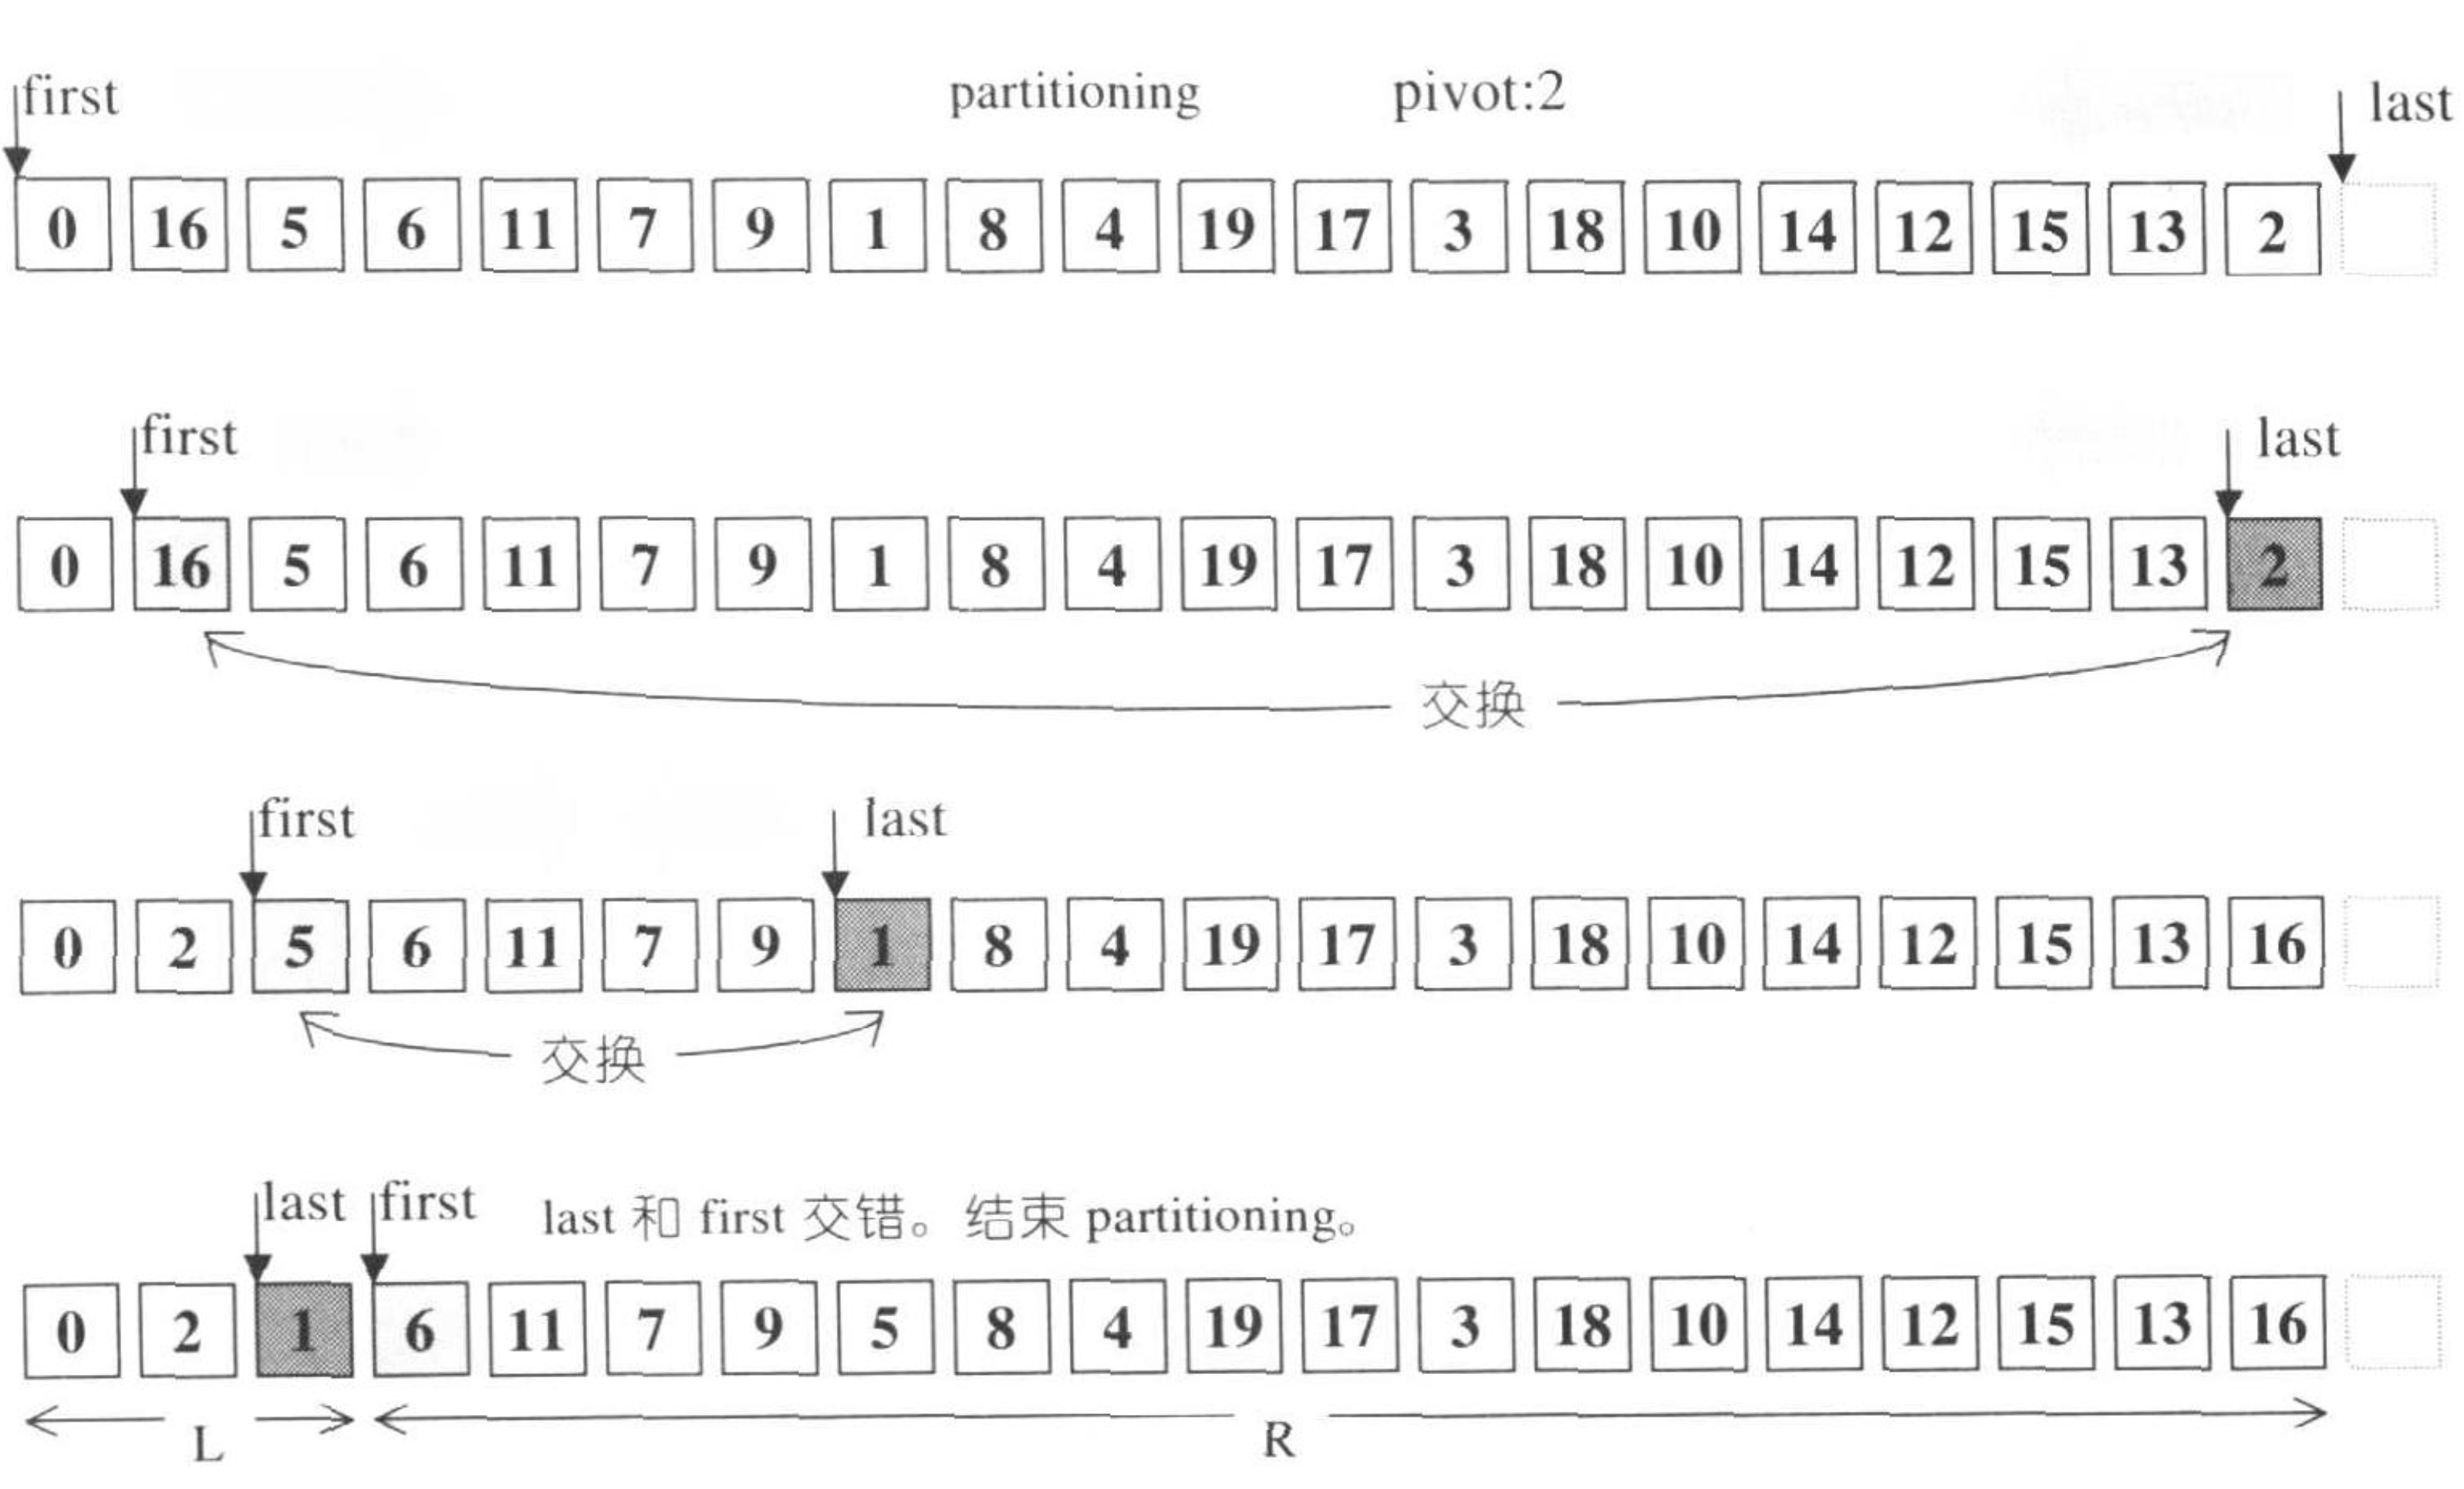 first partitioning pivot:2 last
0 16 5 6 11 7 9 1 8 4 19 17 3 18 10 14 12 15 13 2
first last
0 16 5 6 11 7 9 1 8 4 19 17 3 18 10 14 12 15 13 2
交换
first last
0 2 5 6 11 7 9 1 8 4 19 17 3 18 10 14 12 15 13 16
交换
last first last 和 first 交错。结束 partitioning。
0 2 1 6 11 7 9 5 8 4 19 17 3 18 10 14 12 15 13 16
L R